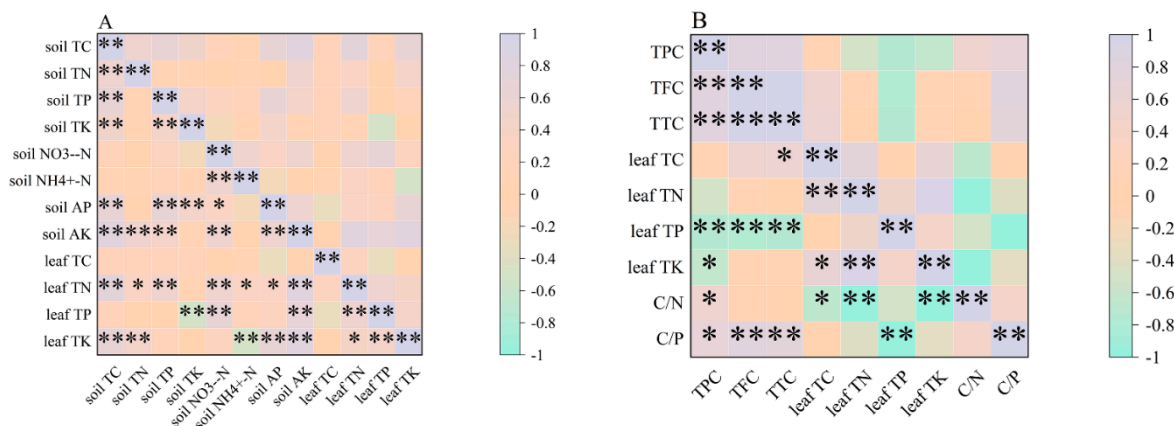 A
soil TC ** 
soil TN ** **
soil TP ** **
soil TK ** ** **
soil NO3--N **
soil NH4+-N ** **
soil AP ** ** ** * **
soil AK ** ** ** ** ** **
leaf TC **
leaf TN ** * ** ** * * ** **
leaf TP ** ** ** ** **
leaf TK ** ** ** ** ** * ** **
soil TC soil TN soil TP soil TK soil NO3--N soil NH4+-N soil AP soil AK leaf TC leaf TN leaf TP leaf TK
1
0.8
0.6
0.4
0.2
0
-0.2
-0.4
-0.6
-0.8
-1
B
TPC **
TFC ** **
TTC ** ** **
leaf TC * **
leaf TN ** **
leaf TP ** ** ** **
leaf TK * * ** **
C/N * * ** ** **
C/P * ** ** ** **
TPC TFC TTC leaf TC leaf TN leaf TP leaf TK C/N C/P
1
0.8
0.6
0.4
0.2
0
-0.2
-0.4
-0.6
-0.8
-1